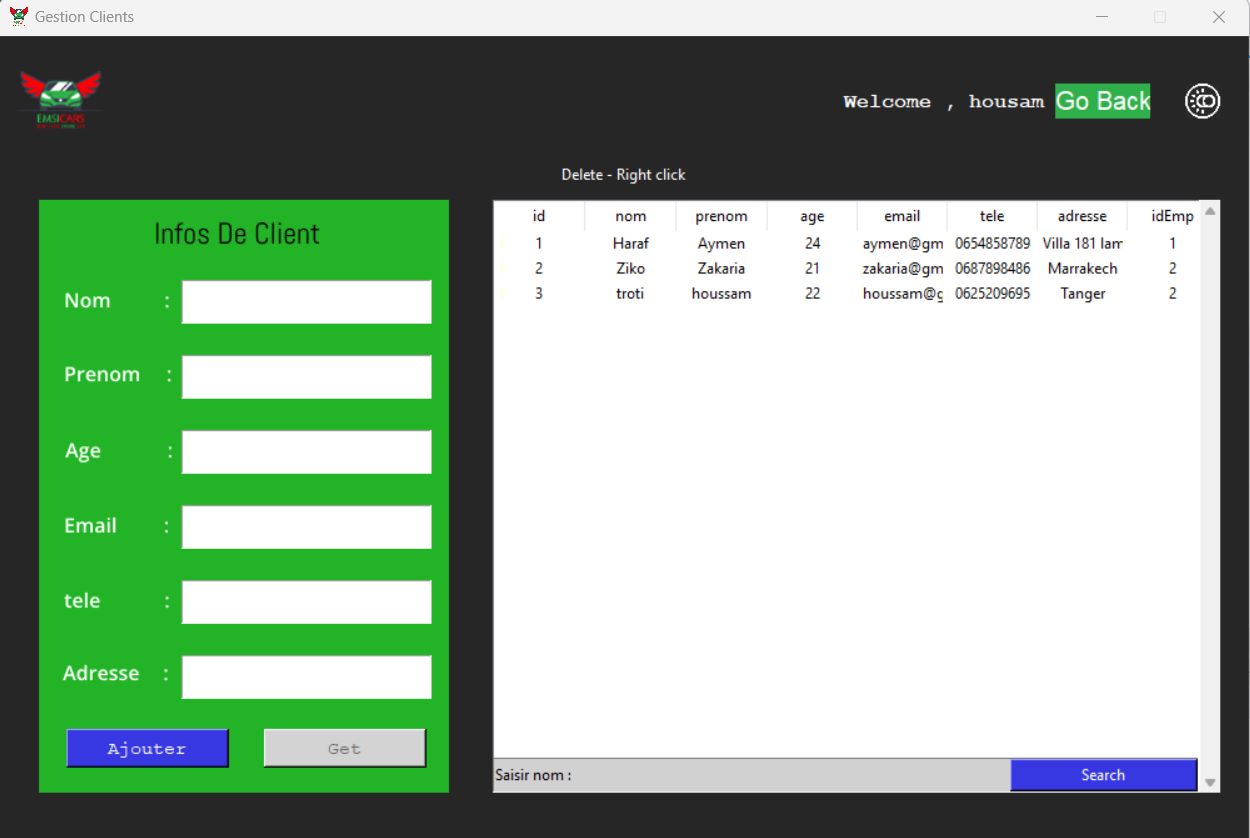 Gestion Clients
EMSICARS
Welcome , housam Go Back
Delete - Right click
Infos De Client
Nom :
Prenom :
Age :
Email :
tele :
Adresse :
Ajouter Get
id nom prenom age email tele adresse idEmp
1 Haraf Aymen 24 aymen@gm 0654858789 Villa 181 lam 1
2 Ziko Zakaria 21 zakaria@gm 0687898486 Marrakech 2
3 troti houssam 22 houssam@g 0625209695 Tanger 2
Saisir nom : Search